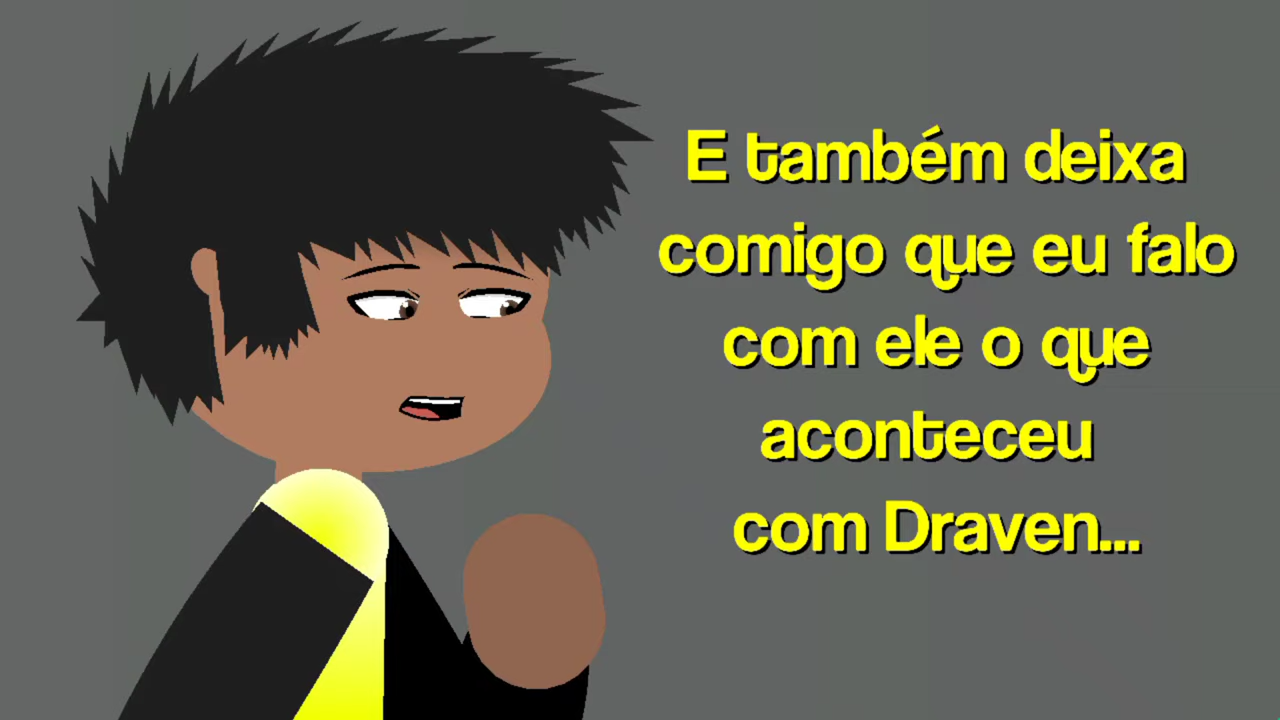 E também deixa
comigo que eu falo
com ele o que
aconteceu
com Draven...